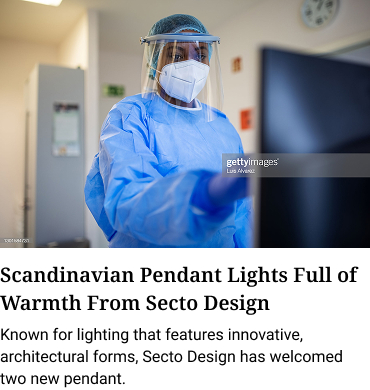 gettyimages
Luis Alvarez
1301584731
Scandinavian Pendant Lights Full of
Warmth From Secto Design
Known for lighting that features innovative,
architectural forms, Secto Design has welcomed
two new pendant.